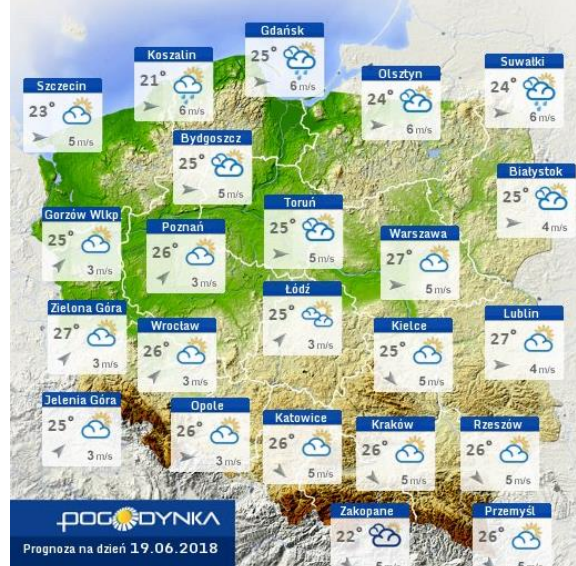 Gdańsk
25°
6 m/s
Koszalin
21°
6 m/s
Suwałki
24°
6 m/s
Olsztyn
24°
6 m/s
Szczecin
23°
5 m/s
Bydgoszcz
25°
5 m/s
Białystok
25°
4 m/s
Toruń
25°
5 m/s
Gorzów Wlkp
25°
3 m/s
Poznań
26°
3 m/s
Warszawa
27°
5 m/s
Łódź
25°
3 m/s
Zielona Góra
27°
3 m/s
Lublin
27°
4 m/s
Wrocław
26°
3 m/s
Kielce
25°
5 m/s
Jelenia Góra
25°
3 m/s
Opole
26°
3 m/s
Katowice
26°
5 m/s
Kraków
26°
5 m/s
Rzeszów
26°
5 m/s
Zakopane
22°
5 m/s
Przemyśl
26°
5 m/s
POGODYNKA
Prognoza na dzień 19.06.2018